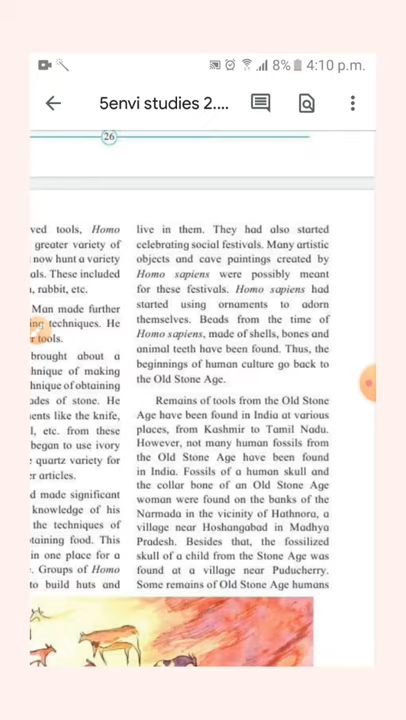 8% 4:10 p.m.
5envi studies 2....
26
ved tools, Homo
greater variety of
now hunt a variety
als. These included
, rabbit, etc.
Man made further
ing techniques. He
r tools.
brought about a
hnique of making
hnique of obtaining
ades of stone. He
ents like the knife,
l, etc. from these
began to use ivory
quartz variety for
er articles.
d made significant
knowledge of his
the techniques of
taining food. This
in one place for a
. Groups of Homo
to build huts and
live in them. They had also started
celebrating social festivals. Many artistic
objects and cave paintings created by
Homo sapiens were possibly meant
for these festivals. Homo sapiens had
started using ornaments to adorn
themselves. Beads from the time of
Homo sapiens, made of shells, bones and
animal teeth have been found. Thus, the
beginnings of human culture go back to
the Old Stone Age.
Remains of tools from the Old Stone
Age have been found in India at various
places, from Kashmir to Tamil Nadu.
However, not many human fossils from
the Old Stone Age have been found
in India. Fossils of a human skull and
the collar bone of an Old Stone Age
woman were found on the banks of the
Narmada in the vicinity of Hathnora, a
village near Hoshangabad in Madhya
Pradesh. Besides that, the fossilized
skull of a child from the Stone Age was
found at a village near Puducherry.
Some remains of Old Stone Age humans